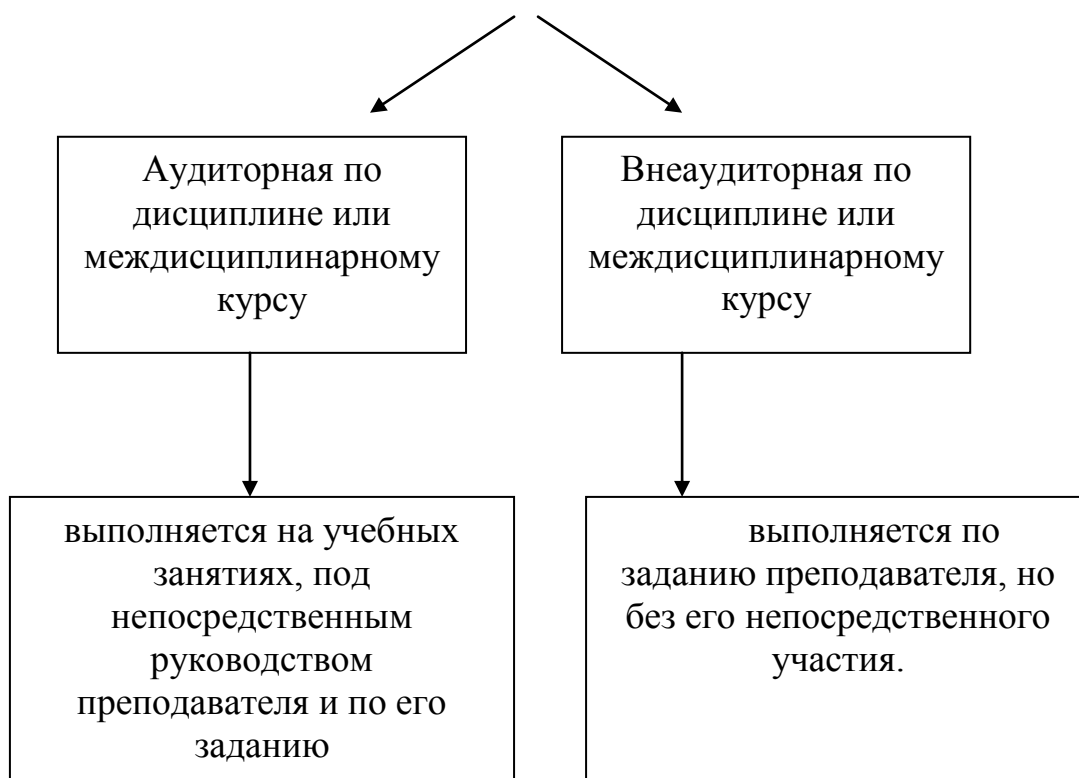 Аудиторная по
дисциплине или
междисциплинарному
курсу
Внеаудиторная по
дисциплине или
междисциплинарному
курсу
выполняется на учебных
занятиях, под
непосредственным
руководством
преподавателя и по его
заданию
выполняется по
заданию преподавателя, но
без его непосредственного
участия.